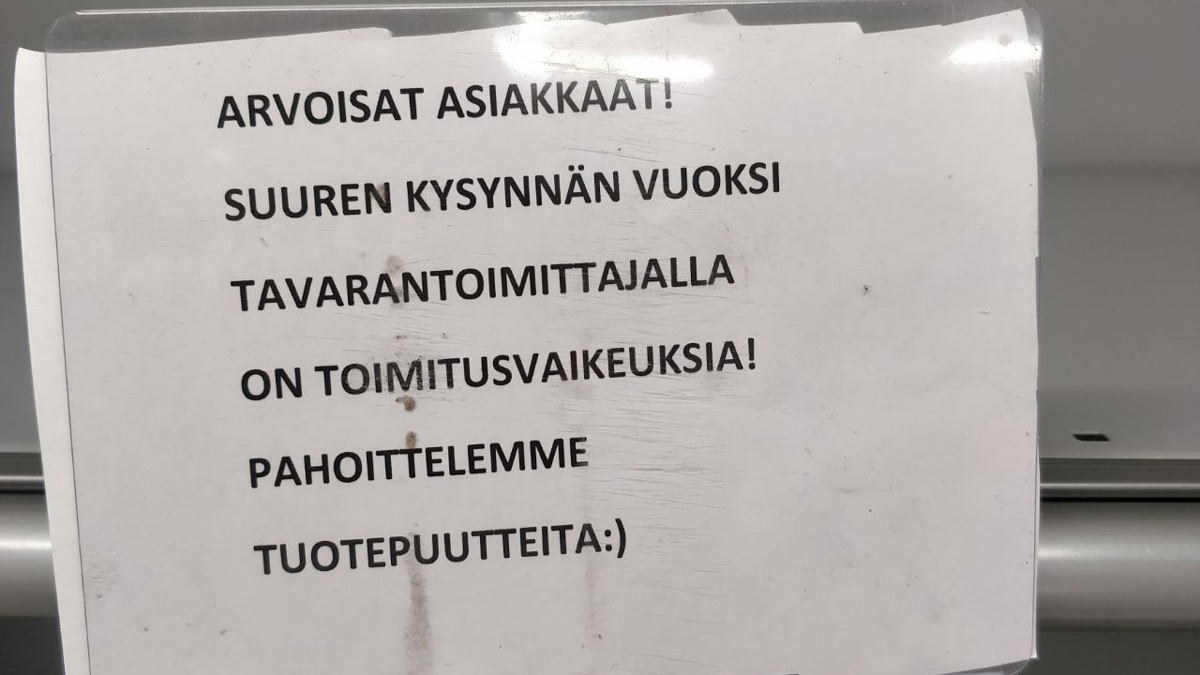 ARVOISAT ASIAKKAAT!
SUUREN KYSYNNÄN VUOKSI
TAVARANTOIMITTAJALLA
ON TOIMITUSVAIKEUKSIA!
PAHOITTELEMME
TUOTEPUUTTEITA:)